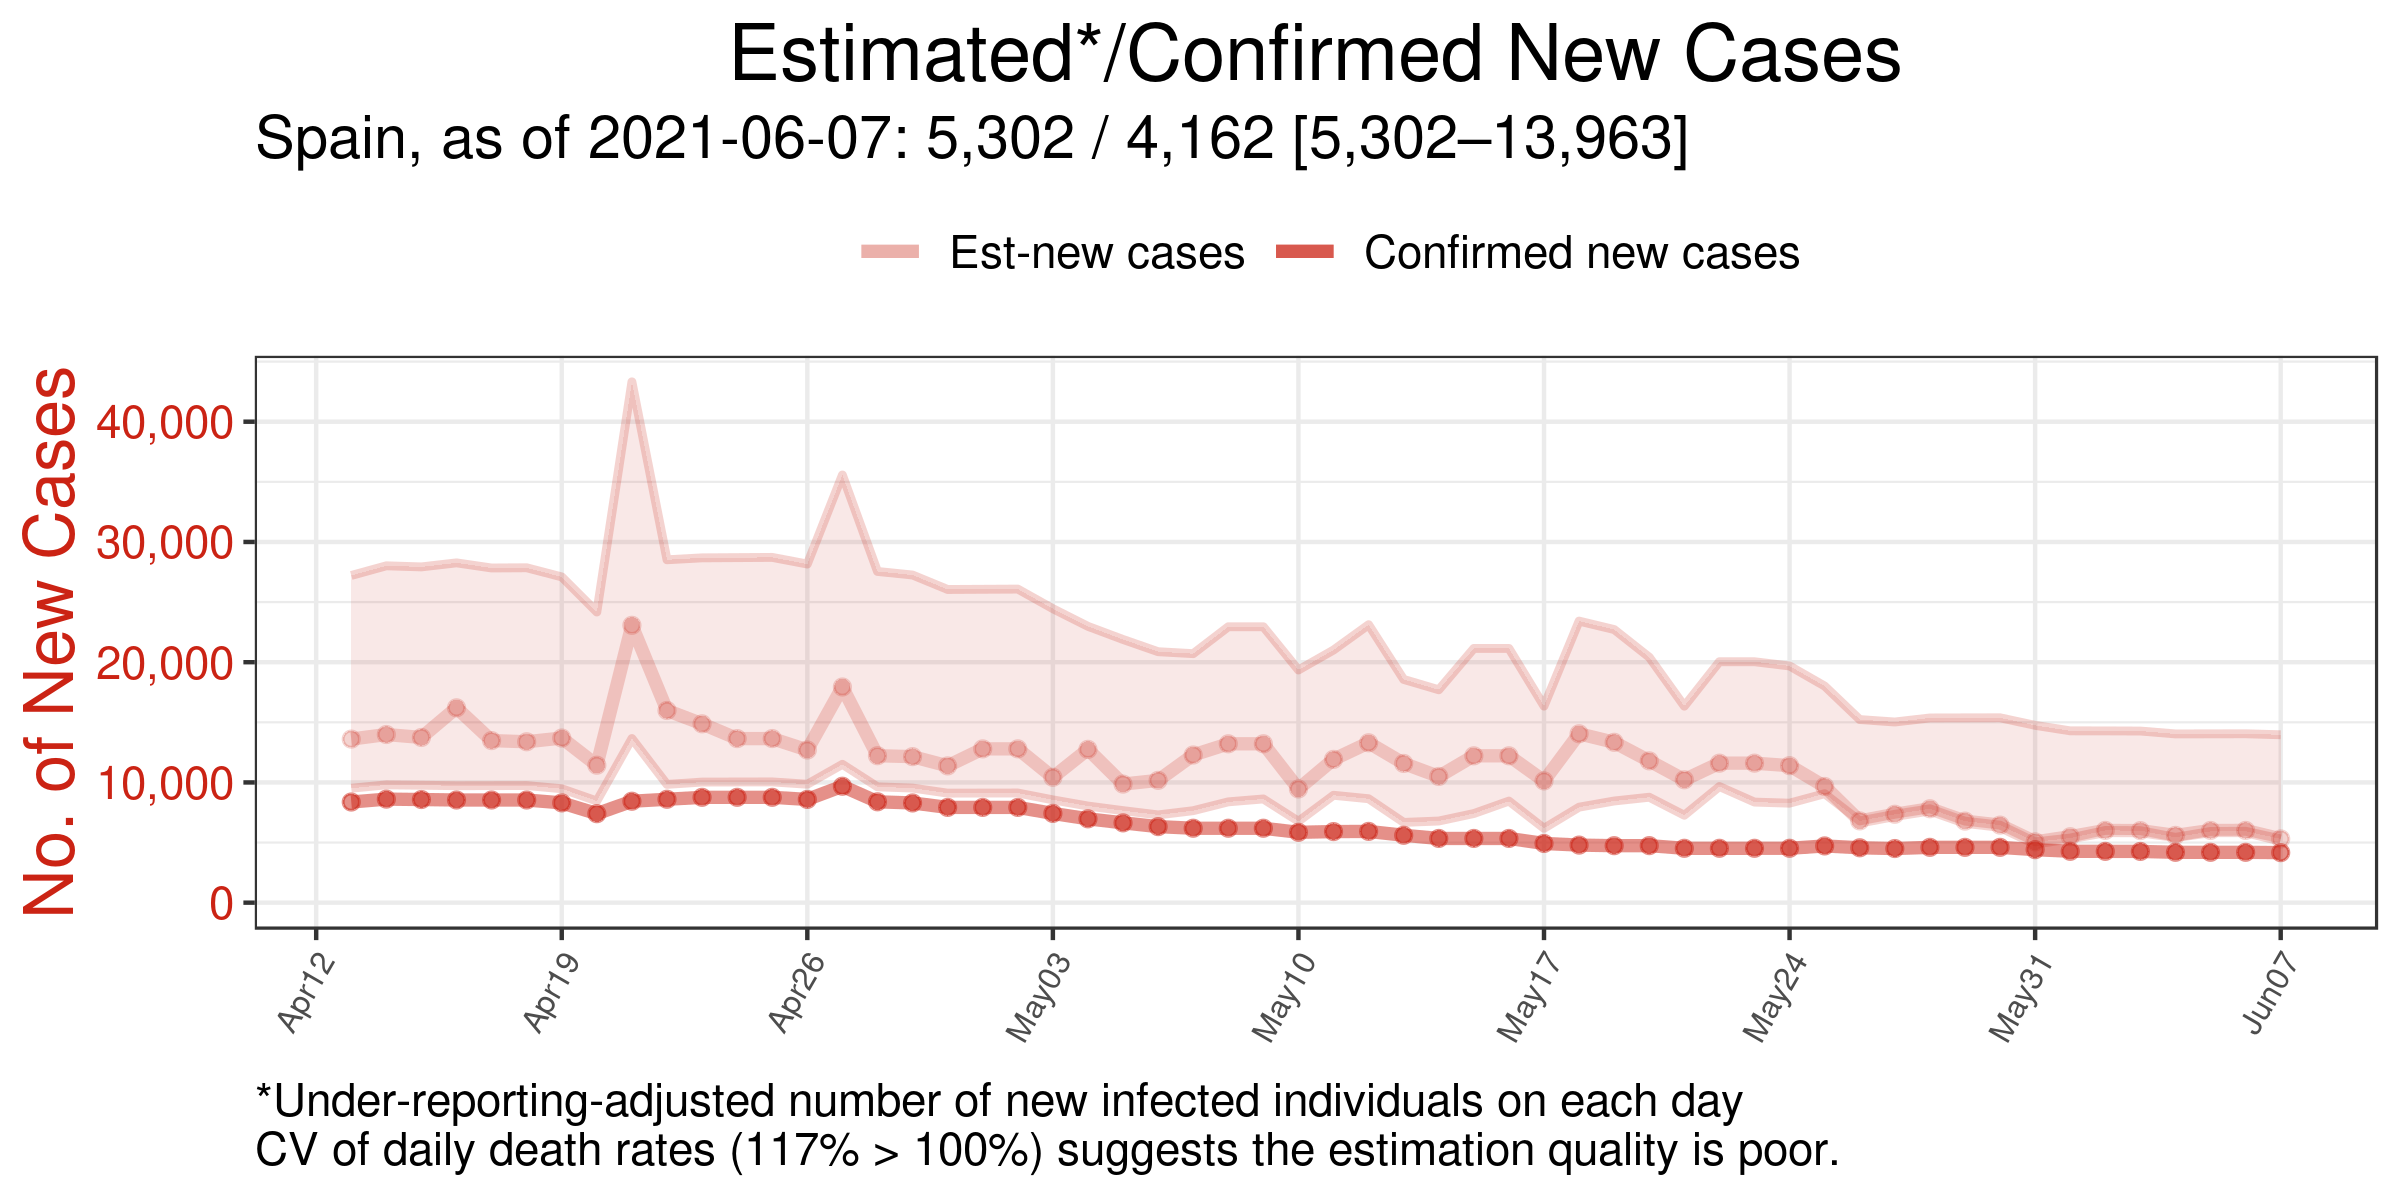 Estimated*/Confirmed New Cases
Spain, as of 2021-06-07: 5,302 / 4,162 [5,302–13,963]
Est-new cases Confirmed new cases
No. of New Cases
40,000
30,000
20,000
10,000
0
Apr12 Apr19 Apr26 May03 May10 May17 May24 May31 Jun07
*Under-reporting-adjusted number of new infected individuals on each day
CV of daily death rates (117% > 100%) suggests the estimation quality is poor.